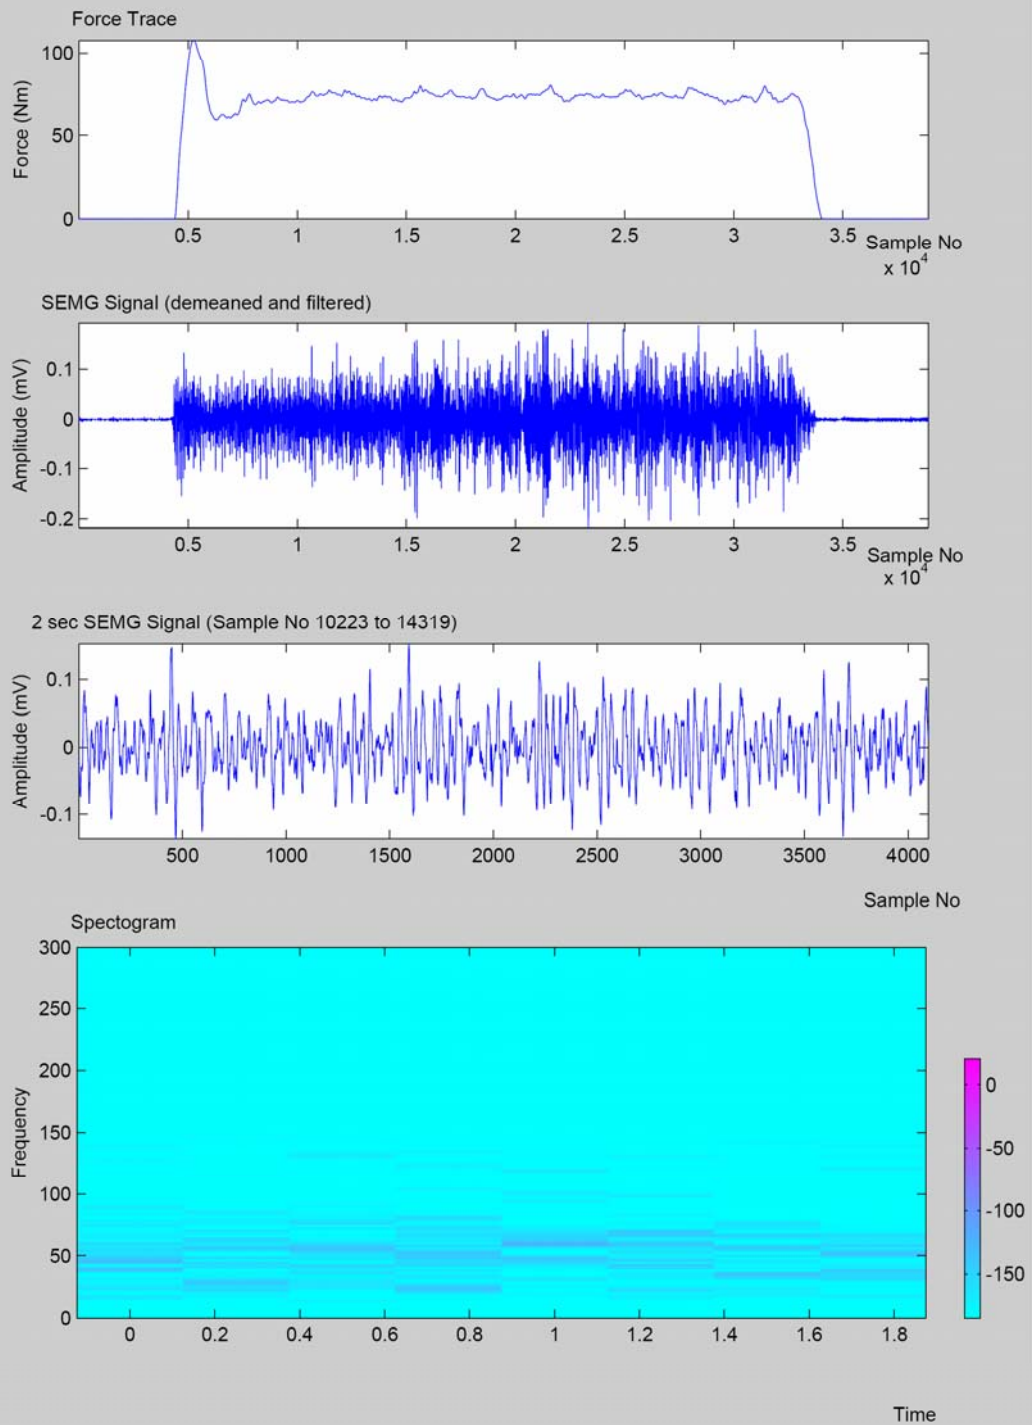 Force Trace
100
50
0
Force (Nm)
0.5 1 1.5 2 2.5 3 3.5
Sample No
x 10^4
SEMG Signal (demeaned and filtered)
0.1
0
-0.1
-0.2
Amplitude (mV)
0.5 1 1.5 2 2.5 3 3.5
Sample No
x 10^4
2 sec SEMG Signal (Sample No 10223 to 14319)
0.1
0
-0.1
Amplitude (mV)
500 1000 1500 2000 2500 3000 3500 4000
Sample No
Spectogram
300
250
200
150
100
50
0
Frequency
0 0.2 0.4 0.6 0.8 1 1.2 1.4 1.6 1.8
Time
0
-50
-100
-150